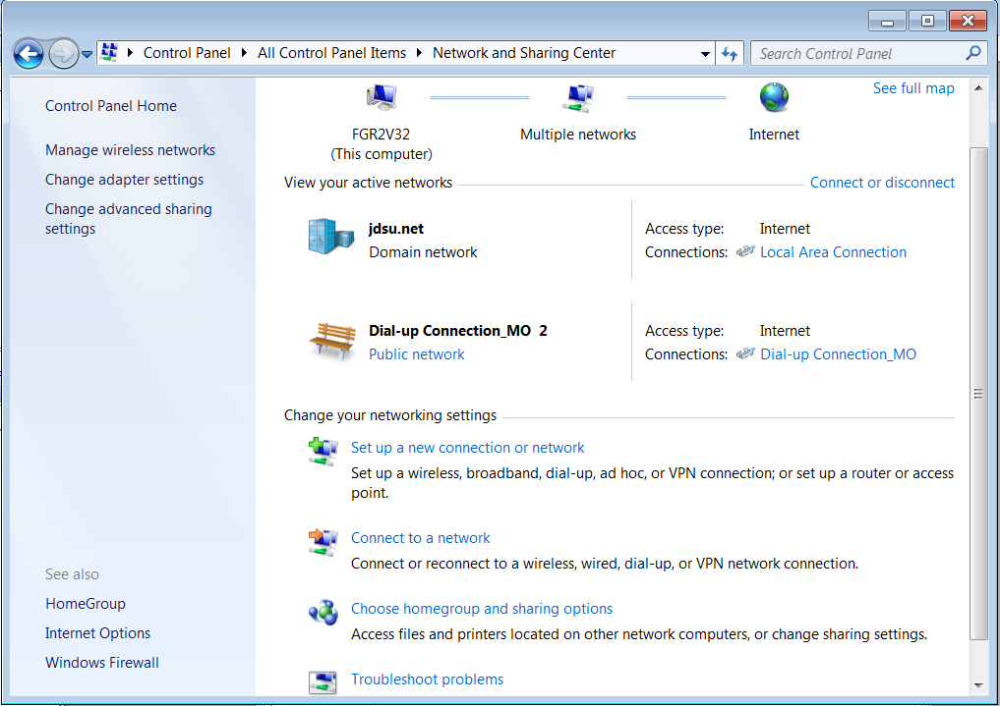 Control Panel All Control Panel Items Network and Sharing Center Search Control Panel
Control Panel Home
Manage wireless networks
Change adapter settings
Change advanced sharing
settings
See full map
FGR2V32
(This computer)
Multiple networks
Internet
View your active networks
Connect or disconnect
jdsu.net
Domain network
Access type: Internet
Connections: Local Area Connection
Dial-up Connection_MO  2
Public network
Access type: Internet
Connections: Dial-up Connection_MO
Change your networking settings
Set up a new connection or network
Set up a wireless, broadband, dial-up, ad hoc, or VPN connection; or set up a router or access
point.
Connect to a network
Connect or reconnect to a wireless, wired, dial-up, or VPN network connection.
Choose homegroup and sharing options
Access files and printers located on other network computers, or change sharing settings.
Troubleshoot problems
See also
HomeGroup
Internet Options
Windows Firewall